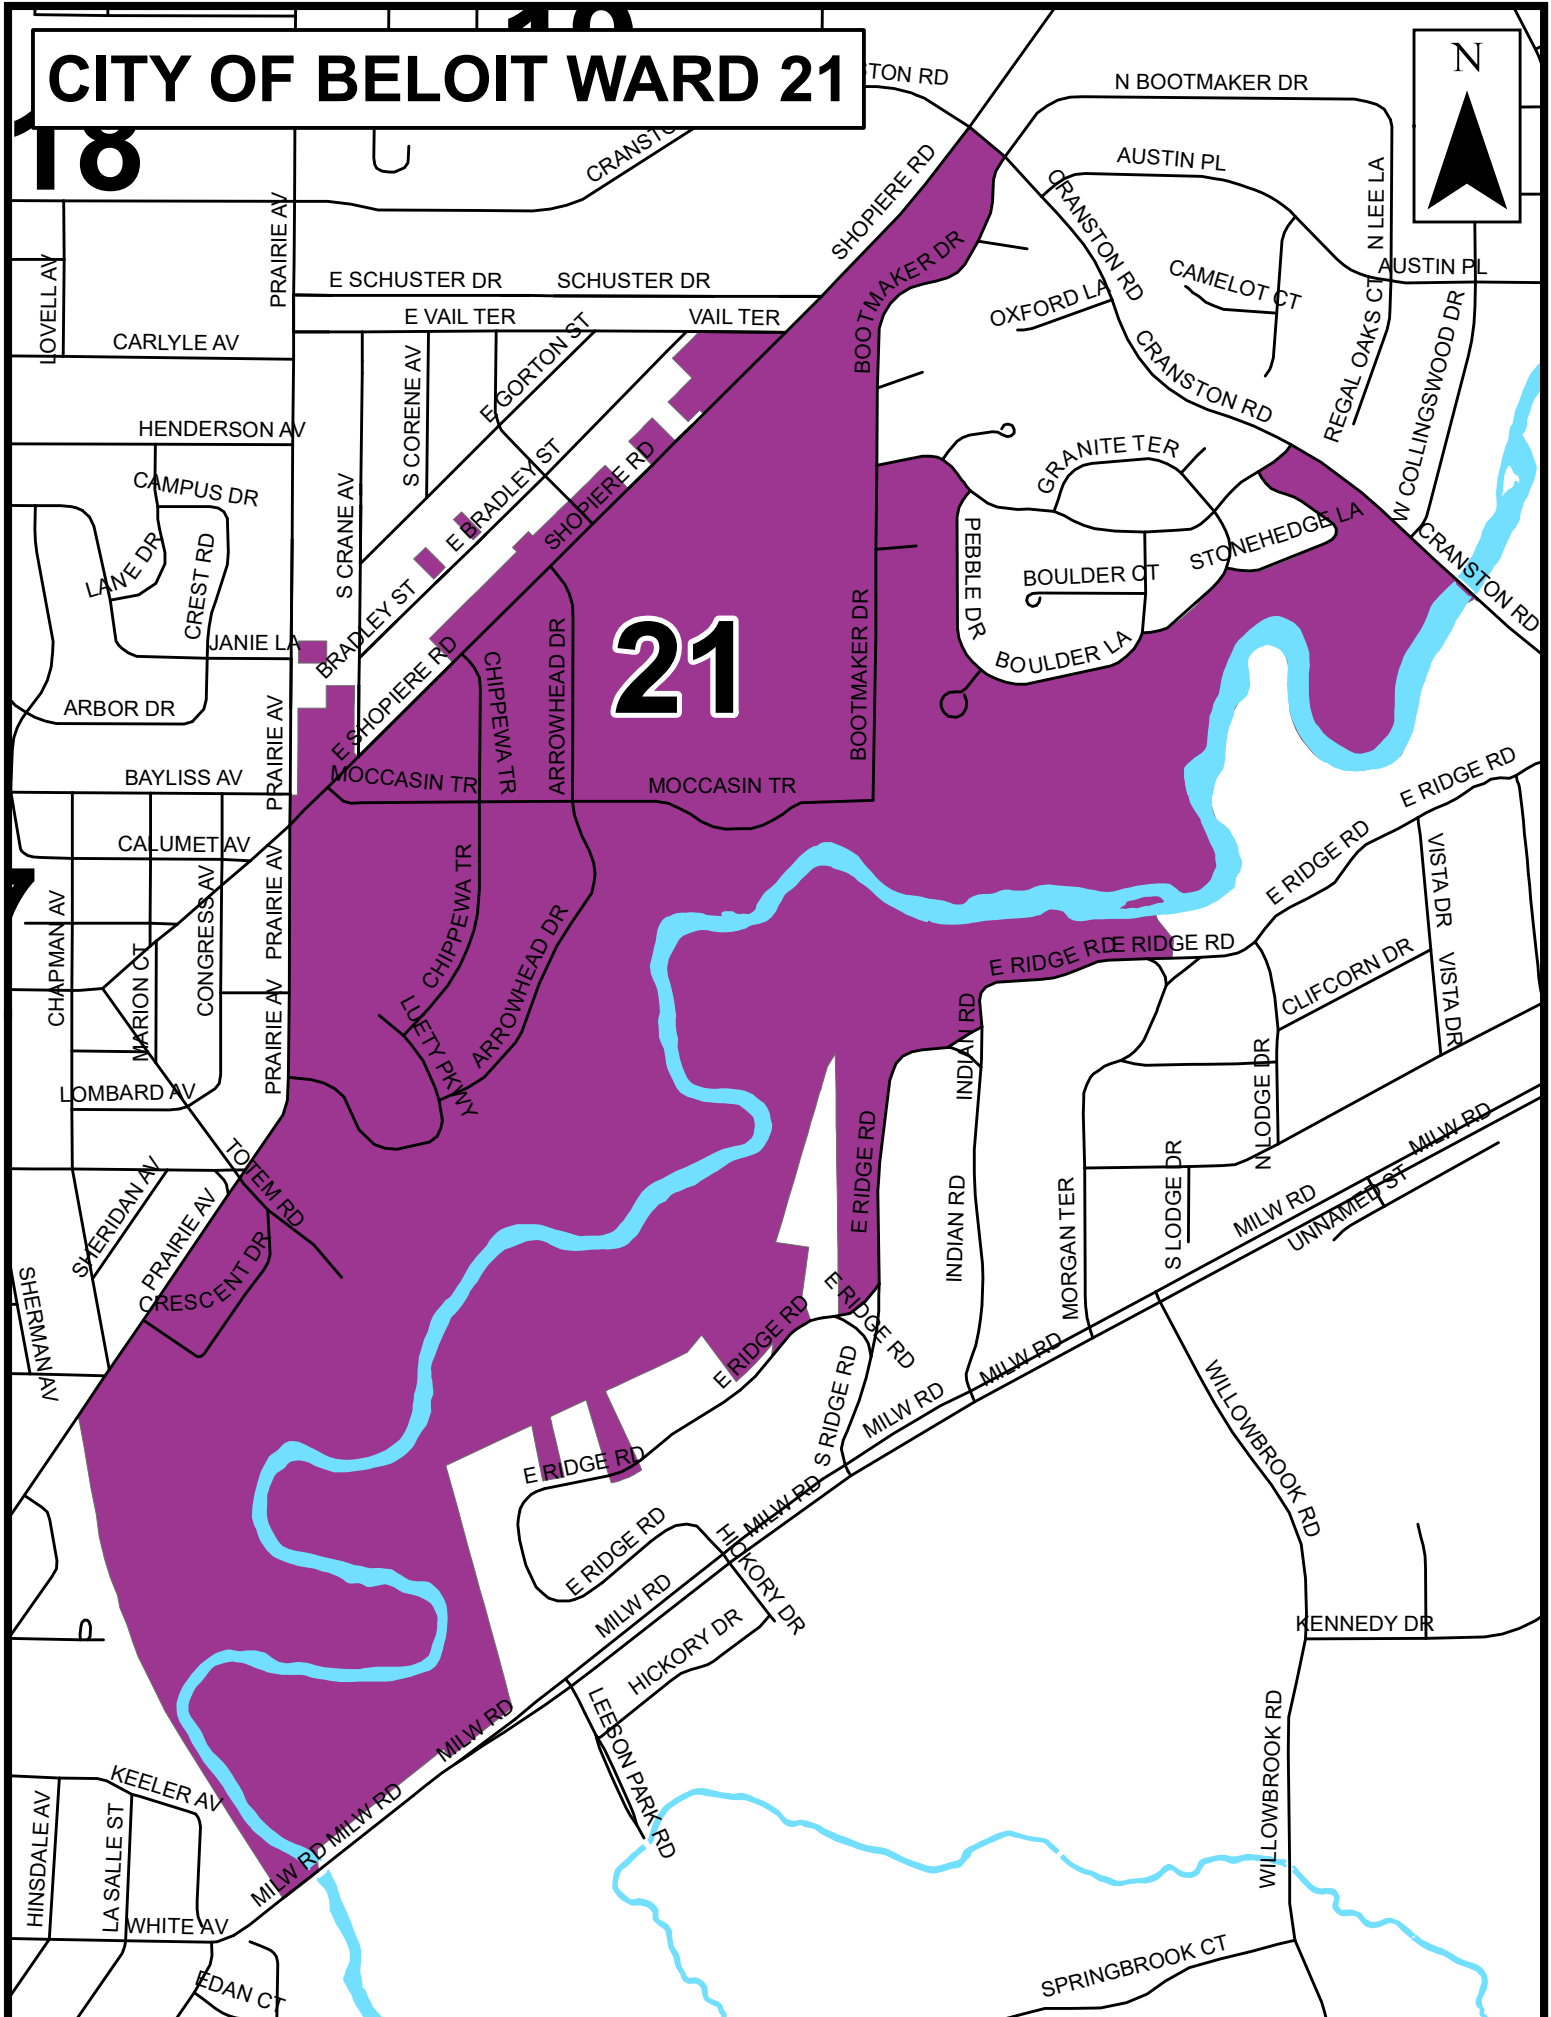 CITY OF BELOIT WARD 21
N
18
TON RD
N BOOTMAKER DR
CRANSTO
AUSTIN PL
SHOPIERE RD
CRANSTON RD
N LEE LA
PRAIRIE AV
LOVELL AV
E SCHUSTER DR
SCHUSTER DR
BOOTMAKER DR
CAMELOT CT
AUSTIN PL
OXFORD LA
E VAIL TER
VAIL TER
CARLYLE AV
E GORTON ST
S CORENE AV
CRANSTON RD
REGAL OAKS CT
W COLLINGSWOOD DR
HENDERSON AV
CAMPUS DR
GRANITE TER
E BRADLEY ST
SHOPIERE RD
S CRANE AV
LANE DR
CREST RD
PEBBLE DR
STONEHEDGE LA
CRANSTON RD
BOULDER CT
JANIE LA
BRADLEY ST
21
BOULDER LA
BOOTMAKER DR
ARBOR DR
E SHOPIERE RD
CHIPPEWA TR
ARROWHEAD DR
PRAIRIE AV
BAYLISS AV
MOCCASIN TR
MOCCASIN TR
E RIDGE RD
CALUMET AV
7
E RIDGE RD
VISTA DR
CHAPMAN AV
CONGRESS AV
PRAIRIE AV
PRAIRIE AV
CHIPPEWA TR
ARROWHEAD DR
E RIDGE RD
E RIDGE RD
MARION CT
CLIFCORN DR
VISTA DR
PRAIRIE AV
LUETY PKWY
INDIAN RD
LOMBARD AV
N LODGE DR
MILW RD
TOTEM RD
E RIDGE RD
SHERIDAN AV
PRAIRIE AV
INDIAN RD
MORGAN TER
S LODGE DR
MILW RD
UNNAMED ST
CRESCENT DR
SHERMAN AV
E RIDGE RD
E RIDGE RD
MILW RD
S RIDGE RD
MILW RD
WILLOWBROOK RD
E RIDGE RD
MILW RD
E RIDGE RD
HICKORY DR
MILW RD
HICKORY DR
KENNEDY DR
LEESON PARK RD
MILW RD
WILLOWBROOK RD
KEELER AV
HINSDALE AV
LA SALLE ST
MILW RD
MILW RD
WHITE AV
EDAN CT
SPRINGBROOK CT